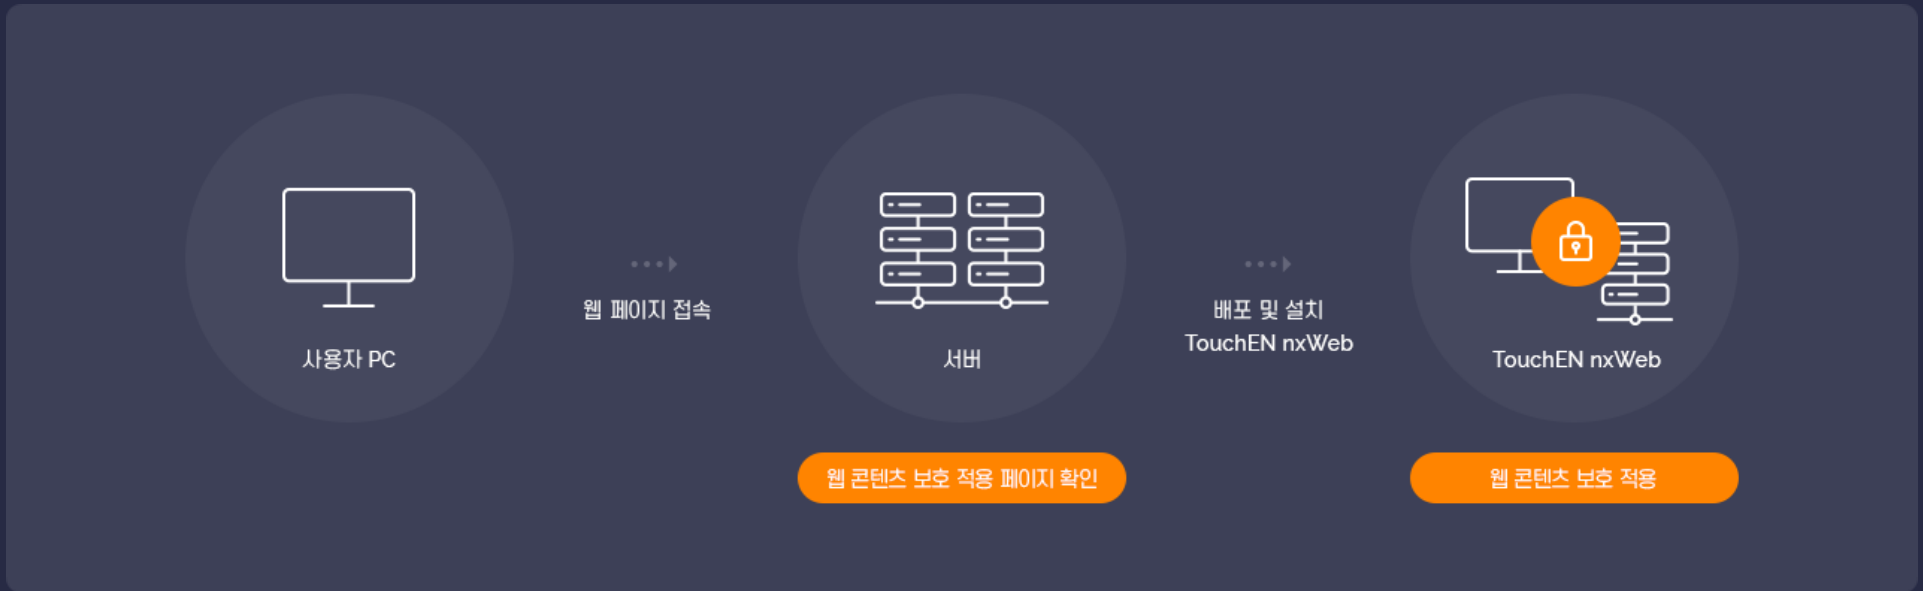 사용자 PC
웹 페이지 접속
서버
웹 콘텐츠 보호 적용 페이지 확인
배포 및 설치
TouchEN nxWeb
TouchEN nxWeb
웹 콘텐츠 보호 적용